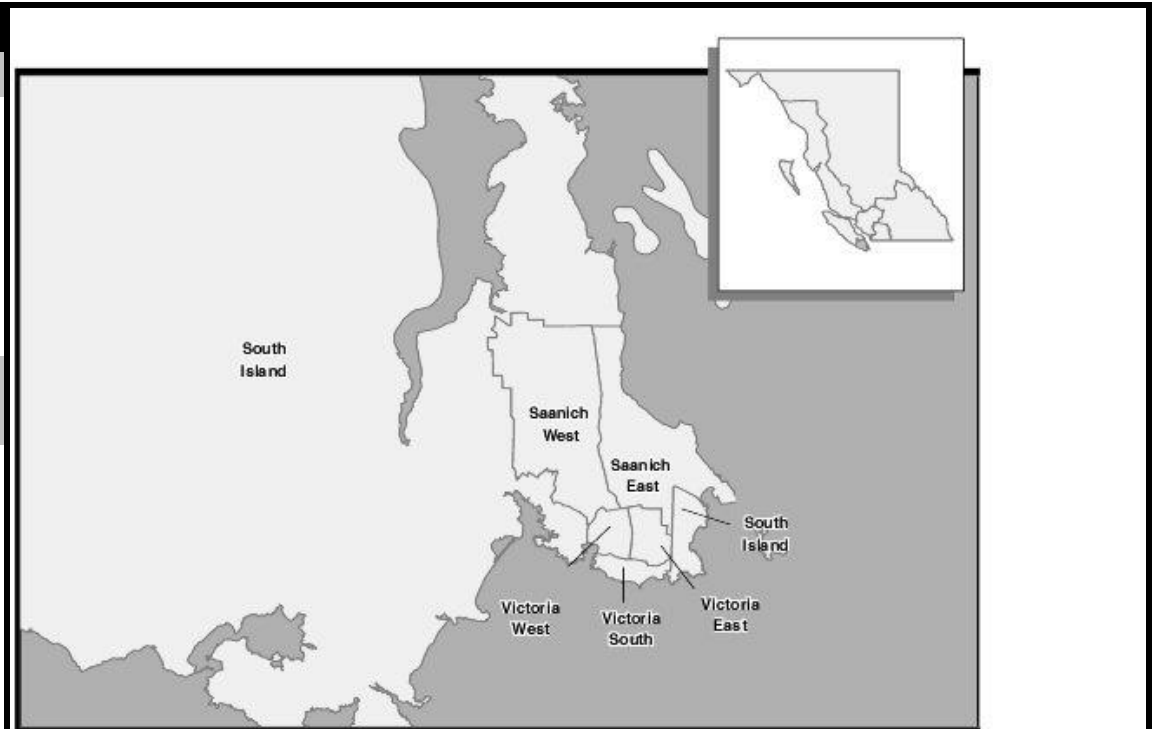 South
Island
Saanich
West
Saanich
East
South
Island
Victoria
West
Victoria
South
Victoria
East